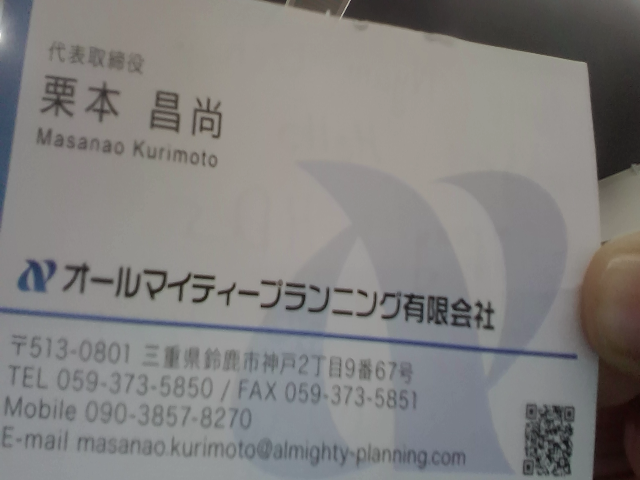 代表取締役
栗本 昌尚
Masanao Kurimoto
オールマイティープランニング有限会社
〒513-0801 三重県鈴鹿市神戸2丁目9番67号
TEL 059-373-5850 / FAX 059-373-5851
Mobile 090-3857-8270
E-mail masanao.kurimoto@almighty-planning.com